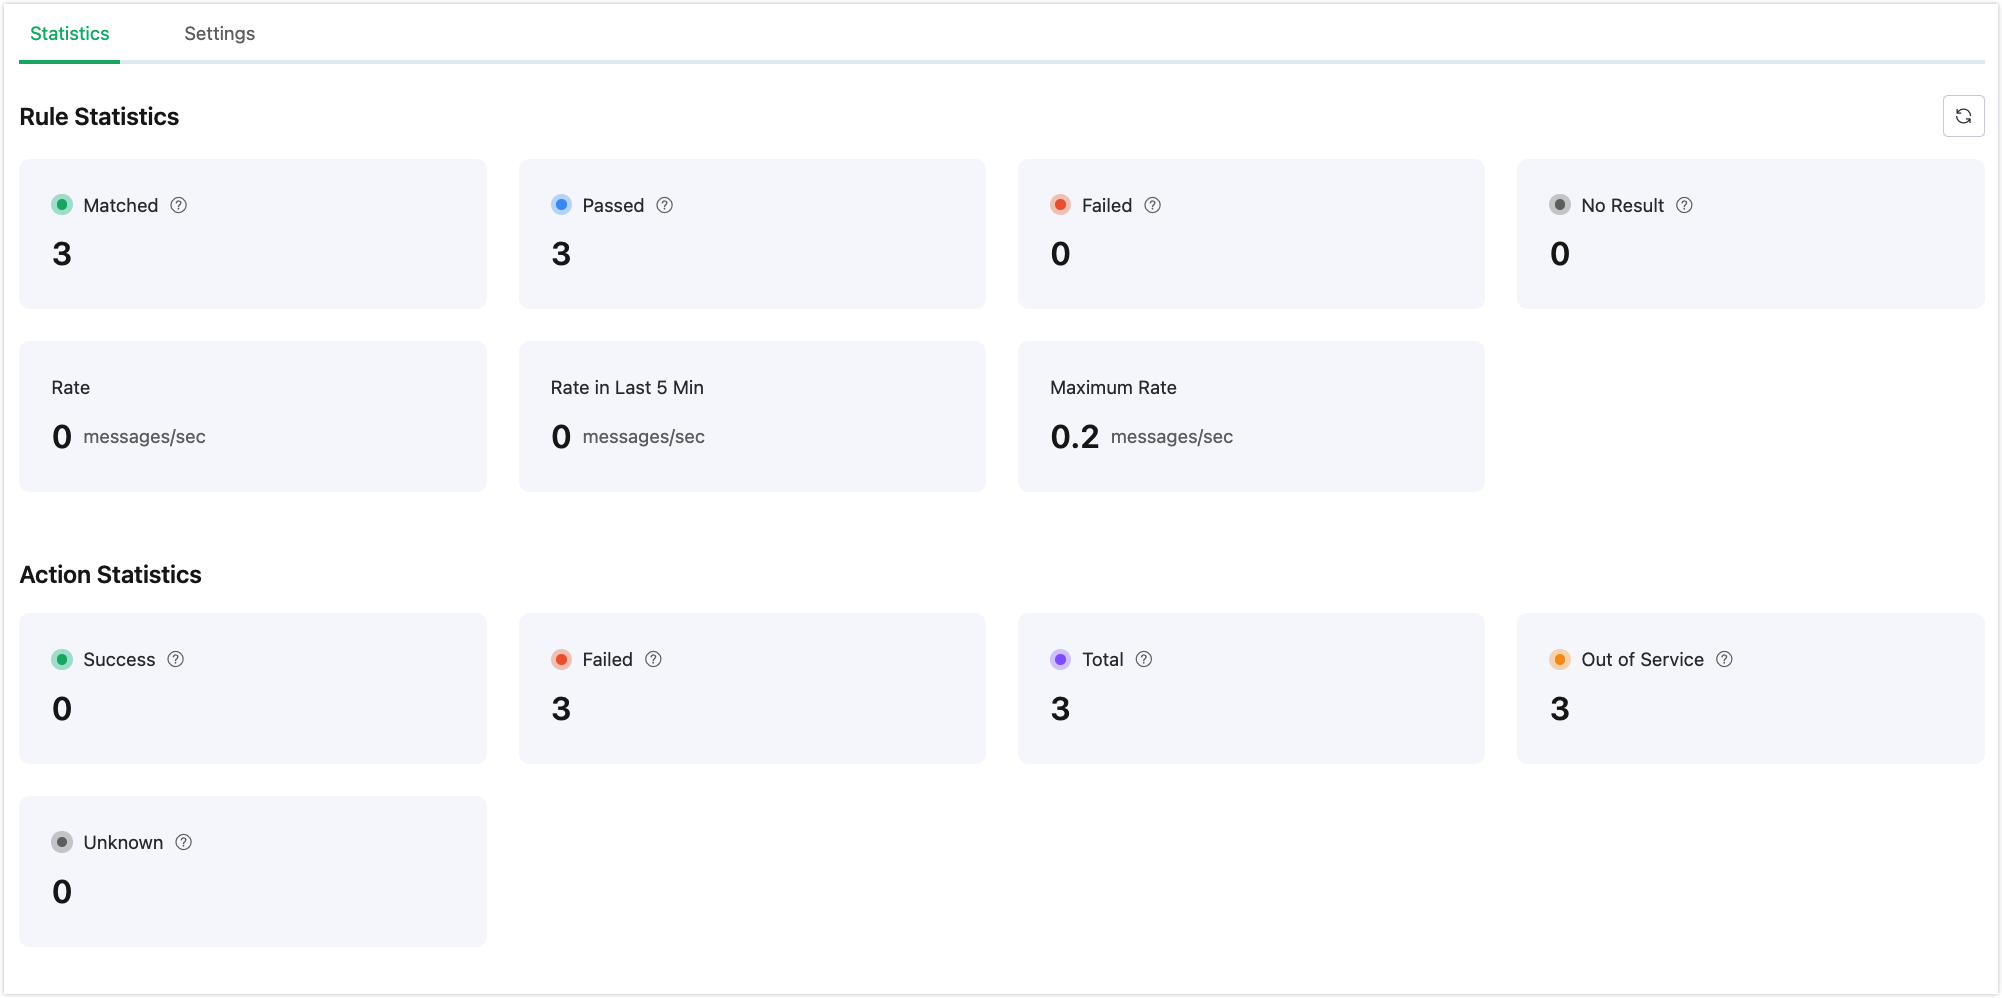 Statistics Settings
Rule Statistics
Matched Passed Failed No Result
3 3 0 0
Rate Rate in Last 5 Min Maximum Rate
0 messages/sec 0 messages/sec 0.2 messages/sec
Action Statistics
Success Failed Total Out of Service
0 3 3 3
Unknown
0